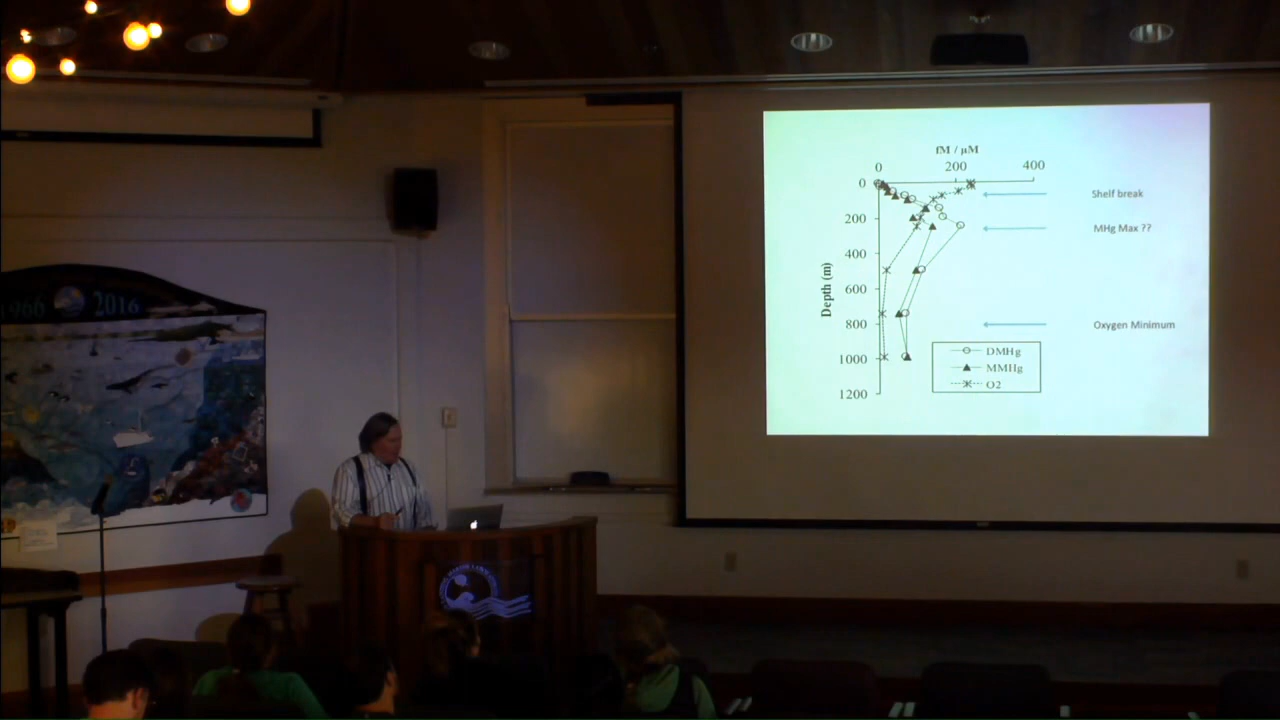 1966
2016
fM / µM
0 200 400
0
200
400
600
800
1000
1200
Depth (m)
Shelf break
MHg Max ??
Oxygen Minimum
DMHg
MMHg
O2